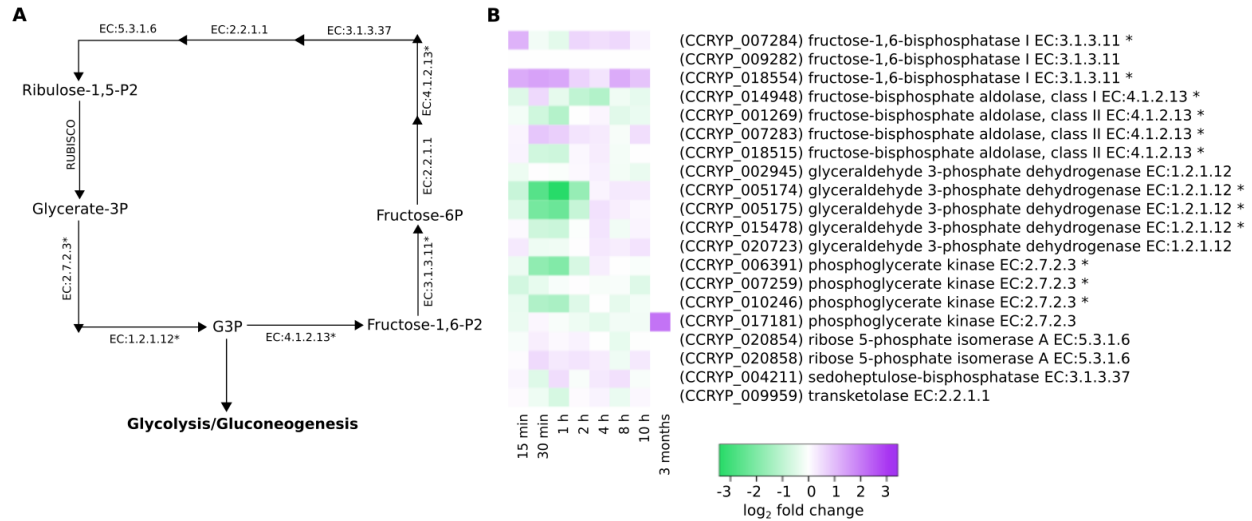 A
EC:5.3.1.6
EC:2.2.1.1
EC:3.1.3.37
Ribulose-1,5-P2
EC:4.1.2.13*
RUBISCO
EC:2.2.1.1
Glycerate-3P
Fructose-6P
EC:2.7.2.3*
EC:3.1.3.11*
G3P
Fructose-1,6-P2
EC:1.2.1.12*
EC:4.1.2.13*
Glycolysis/Gluconeogenesis
B
(CCRYP_007284) fructose-1,6-bisphosphatase I EC:3.1.3.11 *
(CCRYP_009282) fructose-1,6-bisphosphatase I EC:3.1.3.11
(CCRYP_018554) fructose-1,6-bisphosphatase I EC:3.1.3.11 *
(CCRYP_014948) fructose-bisphosphate aldolase, class I EC:4.1.2.13 *
(CCRYP_001269) fructose-bisphosphate aldolase, class II EC:4.1.2.13 *
(CCRYP_007283) fructose-bisphosphate aldolase, class II EC:4.1.2.13 *
(CCRYP_018515) fructose-bisphosphate aldolase, class II EC:4.1.2.13 *
(CCRYP_002945) glyceraldehyde 3-phosphate dehydrogenase EC:1.2.1.12
(CCRYP_005174) glyceraldehyde 3-phosphate dehydrogenase EC:1.2.1.12 *
(CCRYP_005175) glyceraldehyde 3-phosphate dehydrogenase EC:1.2.1.12 *
(CCRYP_015478) glyceraldehyde 3-phosphate dehydrogenase EC:1.2.1.12 *
(CCRYP_020723) glyceraldehyde 3-phosphate dehydrogenase EC:1.2.1.12
(CCRYP_006391) phosphoglycerate kinase EC:2.7.2.3 *
(CCRYP_007259) phosphoglycerate kinase EC:2.7.2.3 *
(CCRYP_010246) phosphoglycerate kinase EC:2.7.2.3 *
(CCRYP_017181) phosphoglycerate kinase EC:2.7.2.3
(CCRYP_020854) ribose 5-phosphate isomerase A EC:5.3.1.6
(CCRYP_020858) ribose 5-phosphate isomerase A EC:5.3.1.6
(CCRYP_004211) sedoheptulose-bisphosphatase EC:3.1.3.37
(CCRYP_009959) transketolase EC:2.2.1.1
15 min
30 min
1 h
2 h
4 h
8 h
10 h
3 months
-3 -2 -1 0 1 2 3
log2 fold change